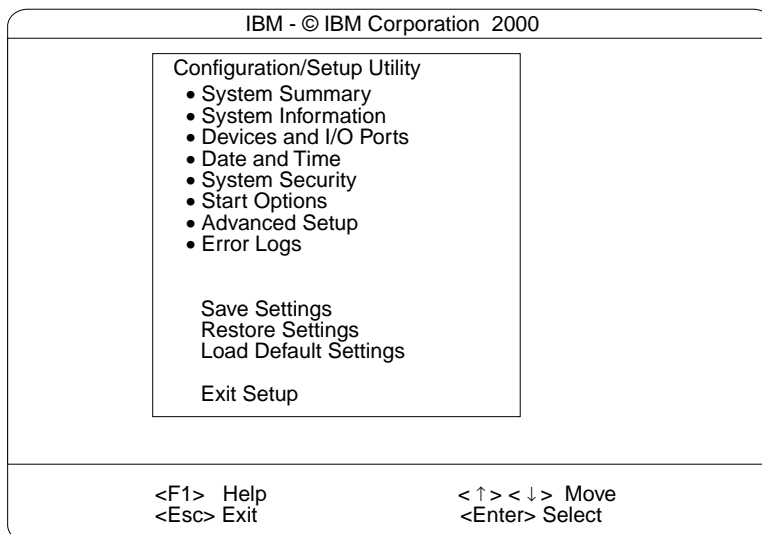 IBM - © IBM Corporation 2000
Configuration/Setup Utility
• System Summary
• System Information
• Devices and I/O Ports
• Date and Time
• System Security
• Start Options
• Advanced Setup
• Error Logs
Save Settings
Restore Settings
Load Default Settings
Exit Setup
<F1> Help <↑> <↓> Move
<Esc> Exit <Enter> Select